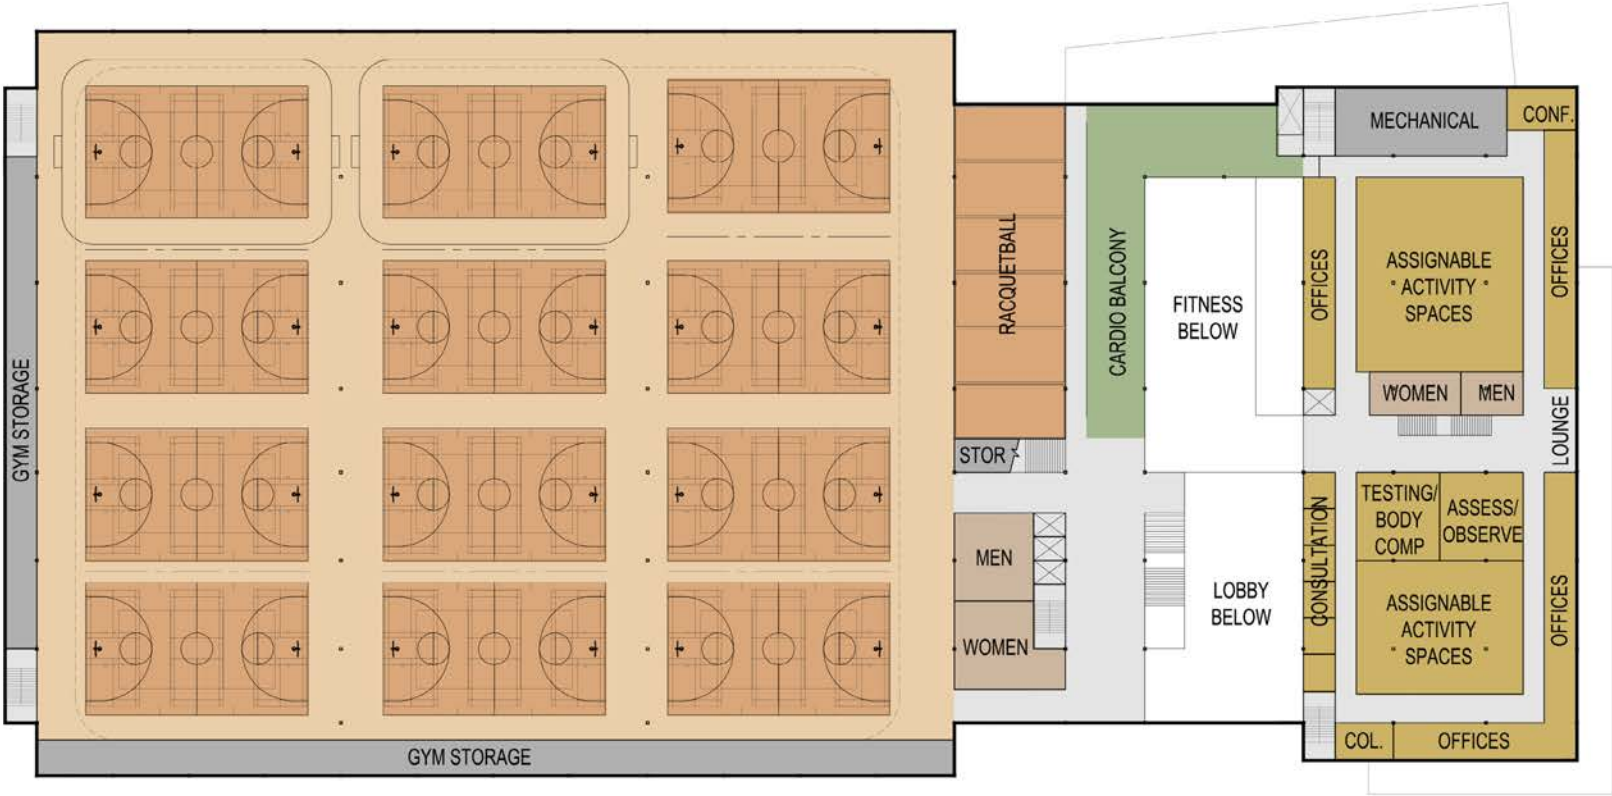 MECHANICAL
CONF.
GYM STORAGE
RACQUETBALL
CARDIO BALCONY
FITNESS
BELOW
OFFICES
ASSIGNABLE
ACTIVITY
SPACES
OFFICES
WOMEN
MEN
LOUNGE
STOR
MEN
WOMEN
LOBBY
BELOW
CONSULTATION
TESTING/
BODY
COMP
ASSESS/
OBSERVE
ASSIGNABLE
ACTIVITY
SPACES
OFFICES
GYM STORAGE
COL.
OFFICES